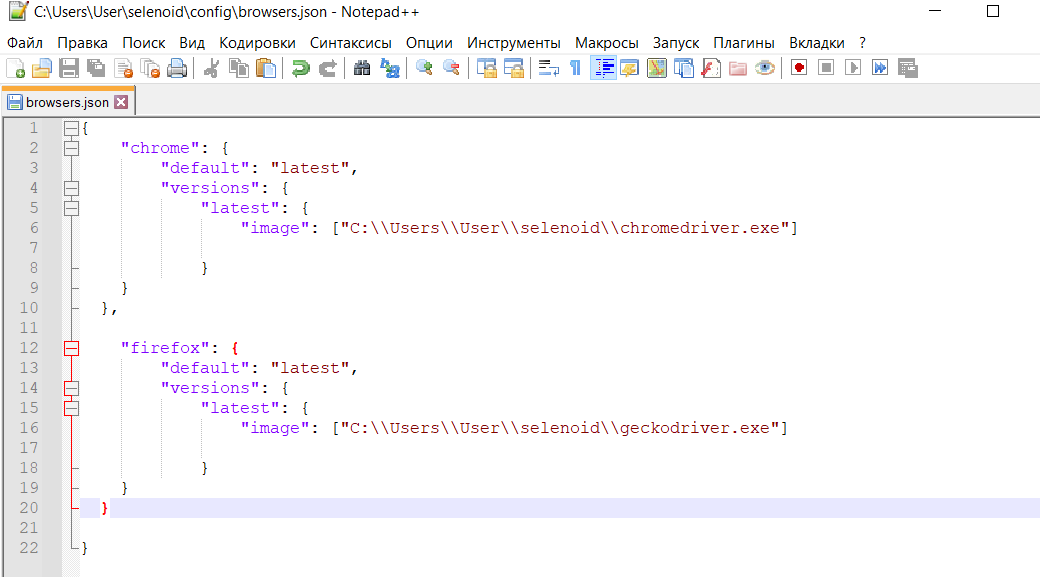 C:\Users\User\selenoid\config\browsers.json - Notepad++
Файл Правка Поиск Вид Кодировки Синтаксисы Опции Инструменты Макросы Запуск Плагины Вкладки ?
browsers.json
1 {
2 "chrome": {
3 "default": "latest",
4 "versions": {
5 "latest": {
6 "image": ["C:\\Users\\User\\selenoid\\chromedriver.exe"]
7
8 }
9 }
10 },
11
12 "firefox": {
13 "default": "latest",
14 "versions": {
15 "latest": {
16 "image": ["C:\\Users\\User\\selenoid\\geckodriver.exe"]
17
18 }
19 }
20 }
21
22 }